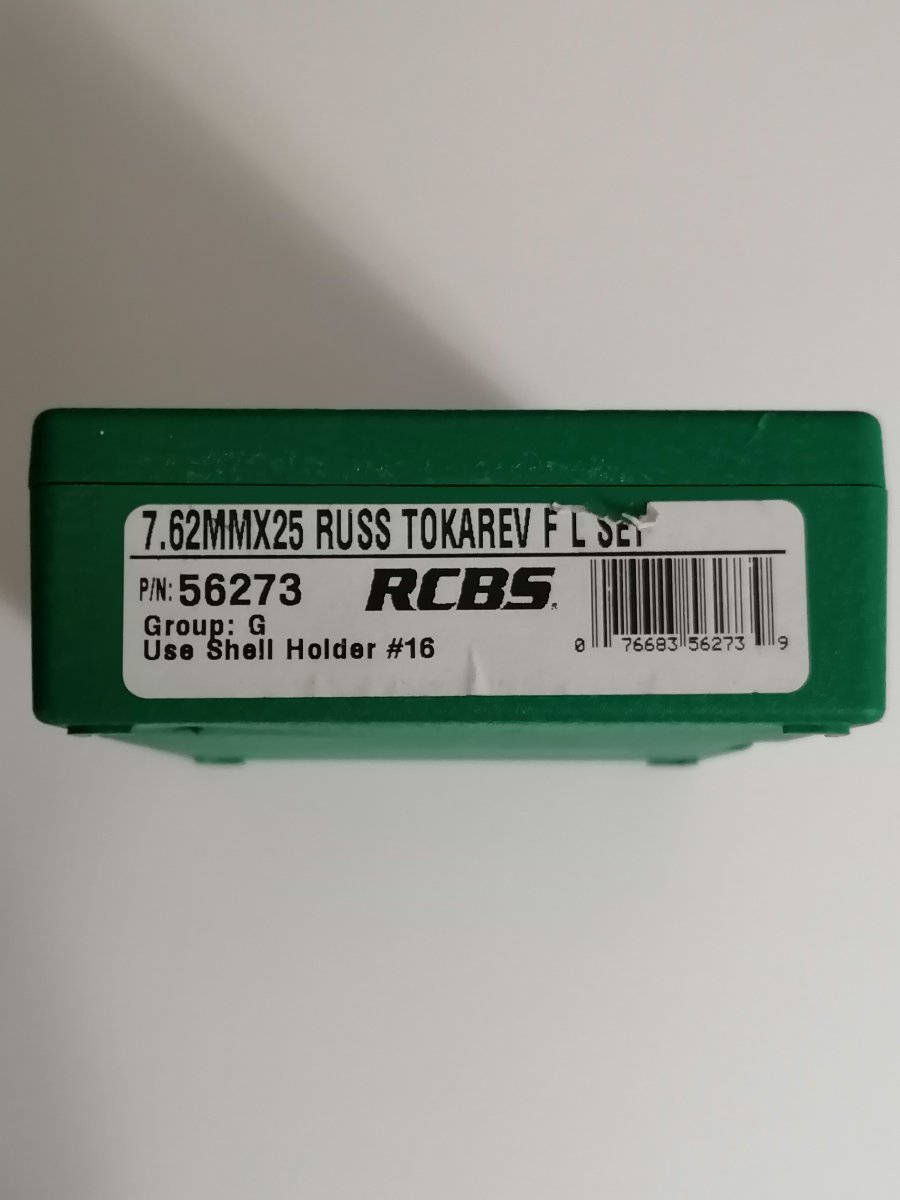 7.62MMX25 RUSS TOKAREV F L SET
P/N: 56273
RCBS
Group: G
Use Shell Holder #16
0 76683 56273 9